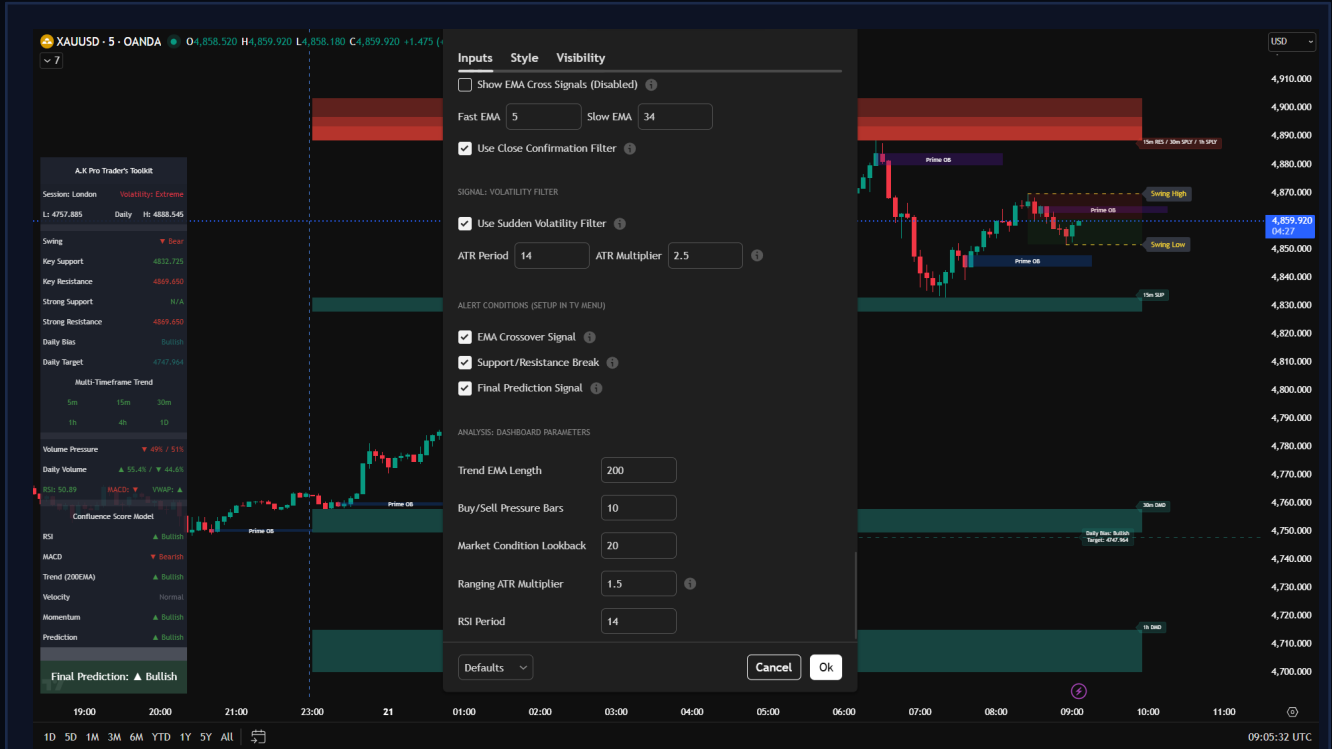 XAUUSD · 5 · OANDA O4,858.520 H4,859.920 L4,858.180 C4,859.920 +1.475
7
USD
Inputs Style Visibility
Show EMA Cross Signals (Disabled)
Fast EMA 5 Slow EMA 34
Use Close Confirmation Filter
SIGNAL: VOLATILITY FILTER
Use Sudden Volatility Filter
ATR Period 14 ATR Multiplier 2.5
ALERT CONDITIONS (SETUP IN TV MENU)
EMA Crossover Signal
Support/Resistance Break
Final Prediction Signal
ANALYSIS: DASHBOARD PARAMETERS
Trend EMA Length 200
Buy/Sell Pressure Bars 10
Market Condition Lookback 20
Ranging ATR Multiplier 1.5
RSI Period 14
Defaults Cancel Ok
A.K Pro Trader's Toolkit
Session: London Volatility: Extreme
L: 4757.885 Daily H: 4888.545
Swing ▼ Bear
Key Support 4832.725
Key Resistance 4869.650
Strong Support N/A
Strong Resistance 4869.650
Daily Bias Bullish
Daily Target 4747.964
Multi-Timeframe Trend
5m 15m 30m
1h 4h 1D
Volume Pressure ▼ 49% / 51%
Daily Volume ▲ 55.4% / ▼ 44.6%
RSI: 50.89 MACD: ▼ VWAP: ▲
Confluence Score Model
RSI ▲ Bullish
MACD ▼ Bearish
Trend (200EMA) ▲ Bullish
Velocity Normal
Momentum ▲ Bullish
Prediction ▲ Bullish
Final Prediction: ▲ Bullish
Prime OB
Prime OB
Prime OB
Prime OB
Prime OB
15m RES / 30m SPLY / 1h SPLY
Swing High
Swing Low
15m SUP
30m DMD
Daily Bias: Bullish
Target: 4747.964
1h DMD
4,910.000
4,900.000
4,890.000
4,880.000
4,870.000
4,859.920
04:27
4,850.000
4,840.000
4,830.000
4,820.000
4,810.000
4,800.000
4,790.000
4,780.000
4,770.000
4,760.000
4,750.000
4,740.000
4,730.000
4,720.000
4,710.000
4,700.000
19:00 20:00 21:00 23:00 21 01:00 02:00 03:00 04:00 05:00 06:00 07:00 08:00 09:00 10:00 11:00
1D 5D 1M 3M 6M YTD 1Y 5Y All
09:05:32 UTC